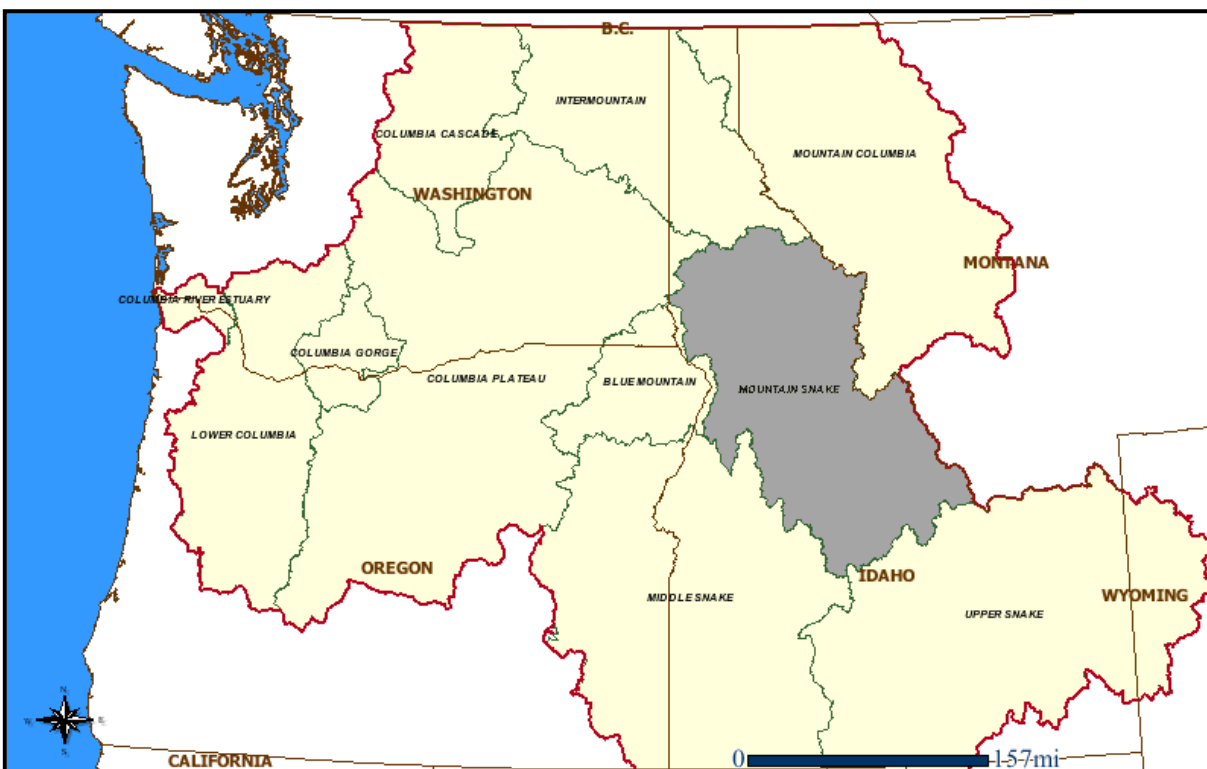 B.C.
INTERMOUNTAIN
COLUMBIA CASCADE
MOUNTAIN COLUMBIA
WASHINGTON
MONTANA
COLUMBIA RIVER ESTUARY
COLUMBIA GORGE
COLUMBIA PLATEAU
BLUE MOUNTAIN
MOUNTAIN SNAKE
LOWER COLUMBIA
OREGON
IDAHO
MIDDLE SNAKE
WYOMING
UPPER SNAKE
N
W
E
S
CALIFORNIA
0 157mi